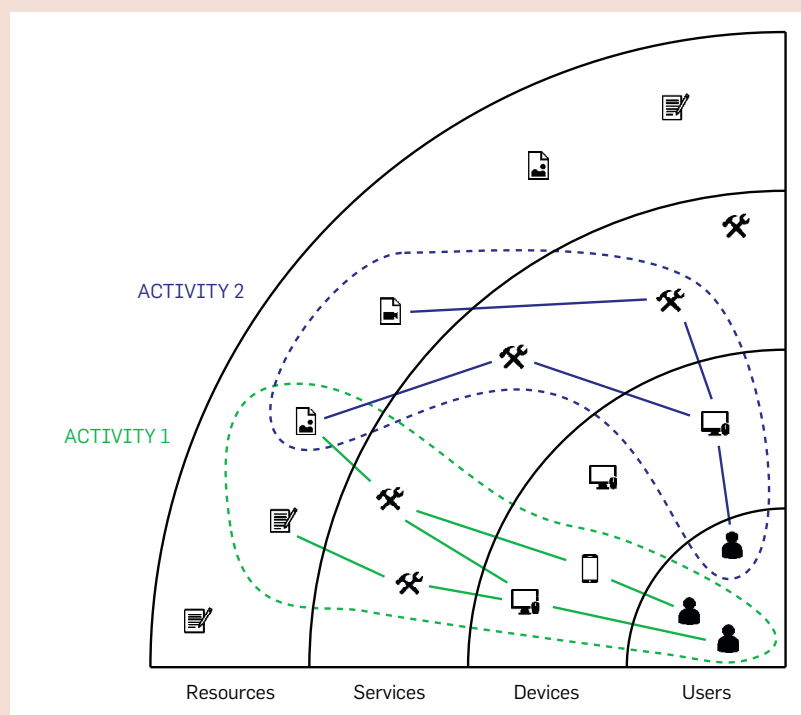 ACTIVITY 2
ACTIVITY 1
Resources
Services
Devices
Users